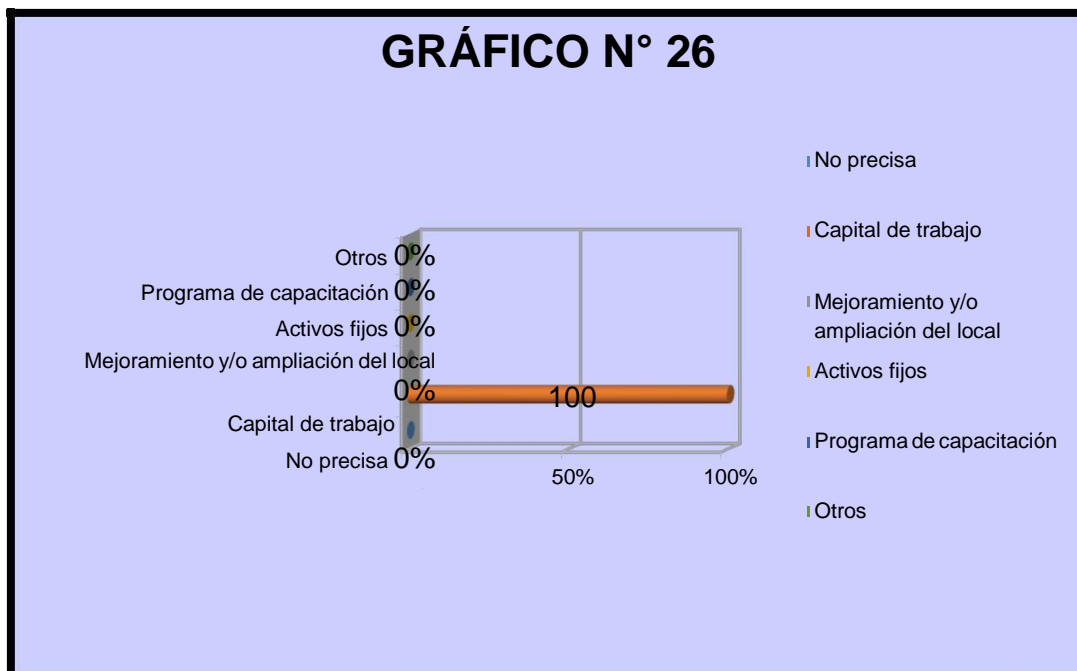 GRÁFICO N° 26
Otros 0%
Programa de capacitación 0%
Activos fijos 0%
Mejoramiento y/o ampliación del local
0%
100
Capital de trabajo
No precisa 0%
50%
100%
No precisa
Capital de trabajo
Mejoramiento y/o
ampliación del local
Activos fijos
Programa de capacitación
Otros